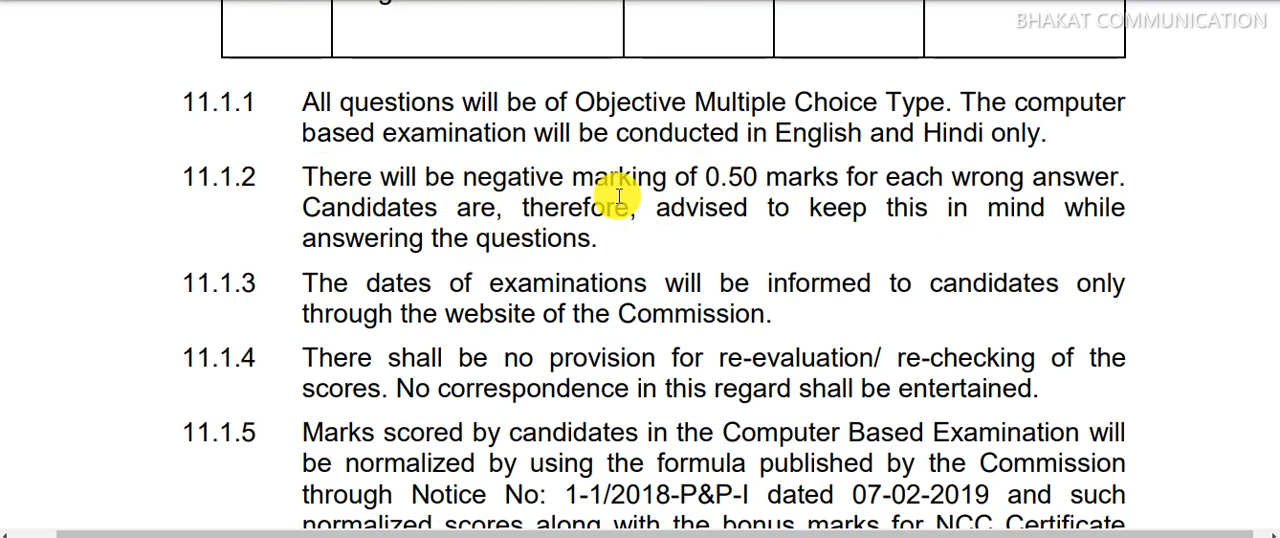 BHAKAT COMMUNICATION
11.1.1 All questions will be of Objective Multiple Choice Type. The computer
based examination will be conducted in English and Hindi only.
11.1.2 There will be negative marking of 0.50 marks for each wrong answer.
Candidates are, therefore, advised to keep this in mind while
answering the questions.
11.1.3 The dates of examinations will be informed to candidates only
through the website of the Commission.
11.1.4 There shall be no provision for re-evaluation/ re-checking of the
scores. No correspondence in this regard shall be entertained.
11.1.5 Marks scored by candidates in the Computer Based Examination will
be normalized by using the formula published by the Commission
through Notice No: 1-1/2018-P&P-I dated 07-02-2019 and such
normalized scores along with the bonus marks for NCC Certificate